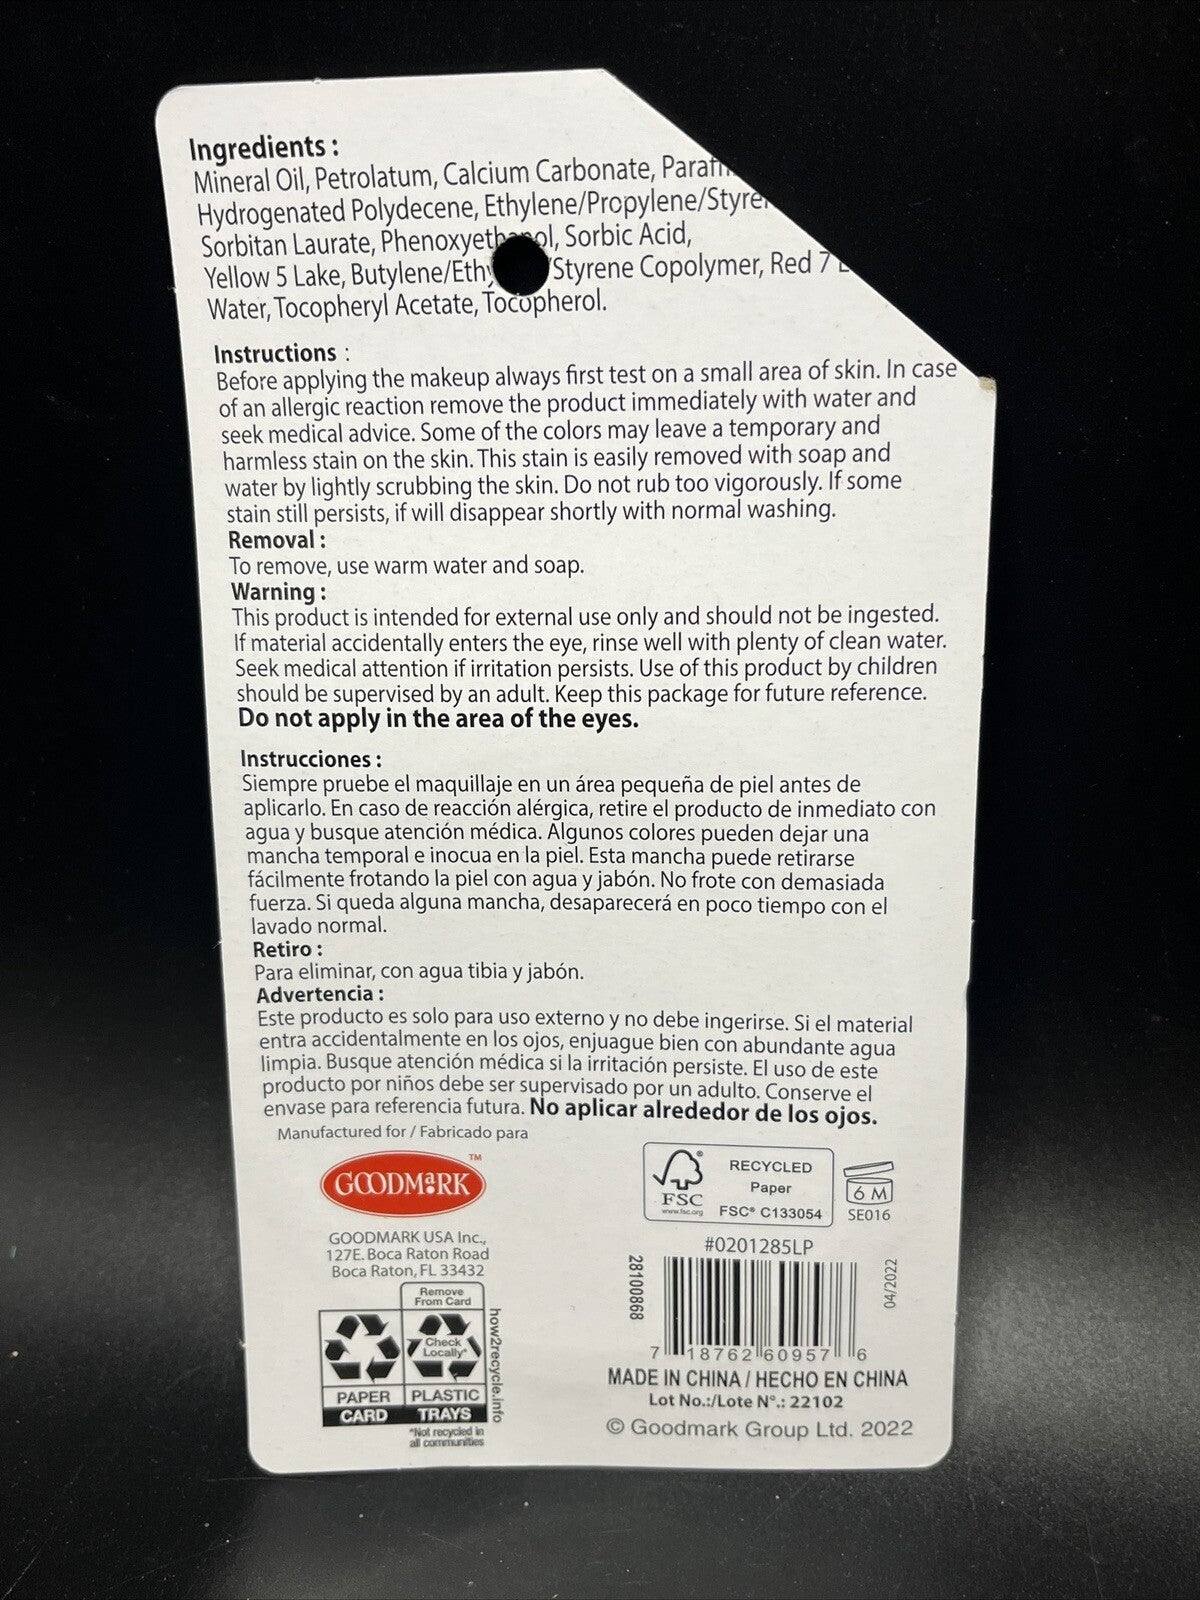 Ingredients :
Mineral Oil, Petrolatum, Calcium Carbonate,
Hydrogenated Polydecene,
Sorbitan Laurate, Sorbic Acid,
Yellow 5 Lake, Styrene Copolymer, Red 7
Water, Tocopheryl Acetate, Tocopherol.
Instructions :
Before applying the makeup always first test on a small area of skin. In case
of an allergic reaction remove the product immediately with water and
seek medical advice. Some of the colors may leave a temporary and
harmless stain on the skin. This stain is easily removed with soap and
water by lightly scrubbing the skin. Do not rub too vigorously. If some
stain still persists, if will disappear shortly with normal washing.
Removal :
To remove, use warm water and soap.
Warning :
This product is intended for external use only and should not be ingested.
If material accidentally enters the eye, rinse well with plenty of clean water.
Seek medical attention if irritation persists. Use of this product by children
should be supervised by an adult. Keep this package for future reference.
Do not apply in the area of the eyes.
Instrucciones :
Siempre pruebe el maquillaje en un área pequeña de piel antes de
aplicarlo. En caso de reacción alérgica, retire el producto de inmediato con
agua y busque atención médica. Algunos colores pueden dejar una
mancha temporal e inocua en la piel. Esta mancha puede retirarse
fácilmente frotando la piel con agua y jabón. No frote con demasiada
fuerza. Si queda alguna mancha, desaparecerá en poco tiempo con el
lavado normal.
Retiro :
Para eliminar, con agua tibia y jabón.
Advertencia :
Este producto es solo para uso externo y no debe ingerirse. Si el material
entra accidentalmente en los ojos, enjuague bien con abundante agua
limpia. Busque atención médica si la irritación persiste. El uso de este
producto por niños debe ser supervisado por un adulto. Conserve el
envase para referencia futura. No aplicar alrededor de los ojos.
Manufactured for / Fabricado para
GOODMaRK™
GOODMARK USA Inc.,
127E. Boca Raton Road
Boca Raton, FL 33432
Remove
From Card
Check
Locally*
PAPER
CARD
PLASTIC
TRAYS
*Not recycled in
all communities
how2recycle.info
FSC®
www.fsc.org
RECYCLED
Paper
FSC® C133054
6 M
SE016
#0201285LP
28100868
04/2022
7 18762 60957 6
MADE IN CHINA / HECHO EN CHINA
Lot No.:/Lote N°.: 22102
© Goodmark Group Ltd. 2022